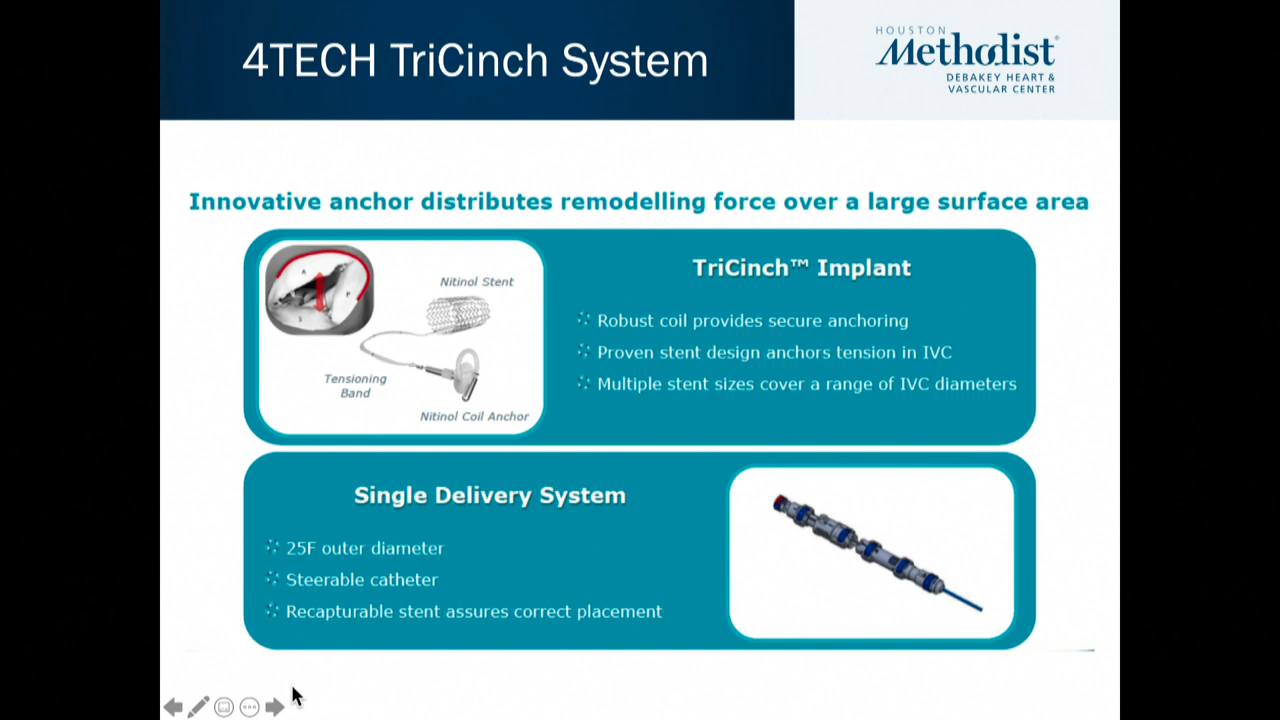 4TECH TriCinch System
HOUSTON
Methodist®
DEBAKEY HEART &
VASCULAR CENTER
Innovative anchor distributes remodelling force over a large surface area
A
P
S
Nitinol Stent
Tensioning
Band
Nitinol Coil Anchor
TriCinch™ Implant
Robust coil provides secure anchoring
Proven stent design anchors tension in IVC
Multiple stent sizes cover a range of IVC diameters
Single Delivery System
25F outer diameter
Steerable catheter
Recapturable stent assures correct placement